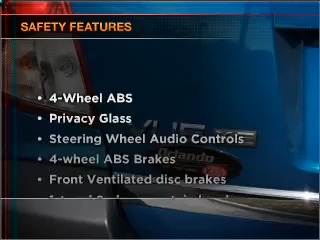 SAFETY FEATURES
• 4-Wheel ABS
• Privacy Glass
• Steering Wheel Audio Controls
• 4-wheel ABS Brakes
Orlando
• Front Ventilated disc brakes